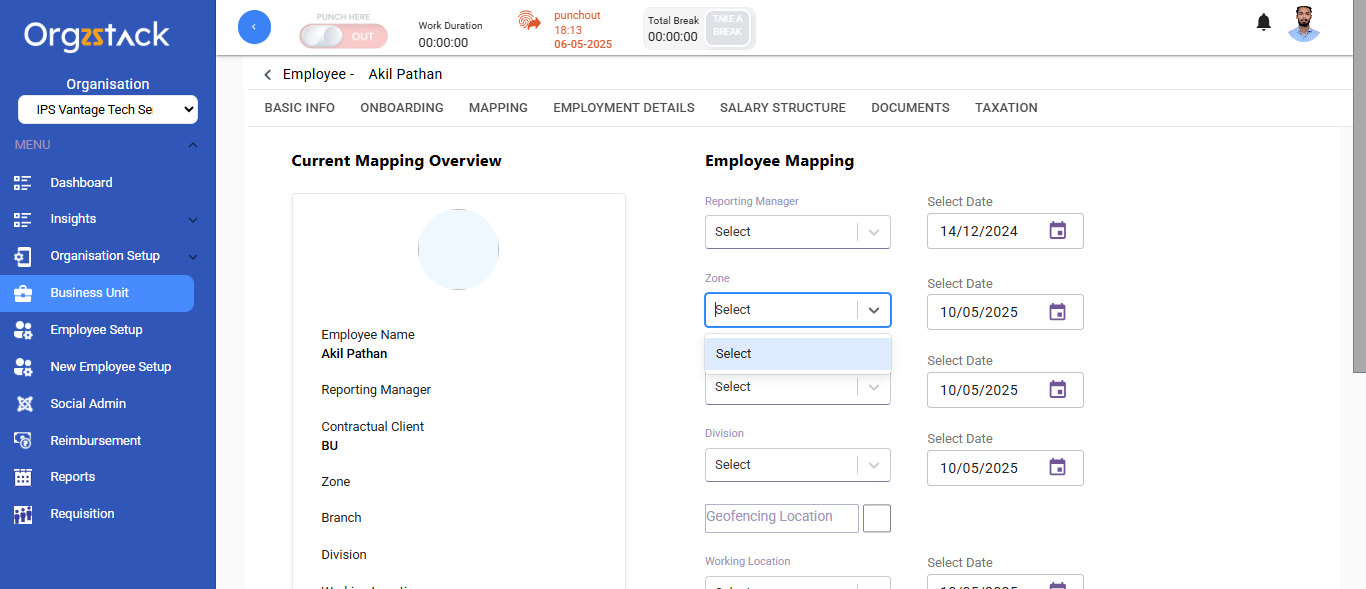 Orgzstack
Organisation
IPS Vantage Tech Se
MENU
Dashboard
Insights
Organisation Setup
Business Unit
Employee Setup
New Employee Setup
Social Admin
Reimbursement
Reports
Requisition
PUNCH HERE
OUT
Work Duration
00:00:00
punchout
18:13
06-05-2025
Total Break
00:00:00
TAKE A
BREAK
Employee - Akil Pathan
BASIC INFO ONBOARDING MAPPING EMPLOYMENT DETAILS SALARY STRUCTURE DOCUMENTS TAXATION
Current Mapping Overview
Employee Name
Akil Pathan
Reporting Manager
Contractual Client
BU
Zone
Branch
Division
Employee Mapping
Reporting Manager
Select
Select Date
14/12/2024
Zone
Select
Select
Select Date
10/05/2025
Select
Select Date
10/05/2025
Division
Select
Select Date
10/05/2025
Geofencing Location
Working Location
Select Date